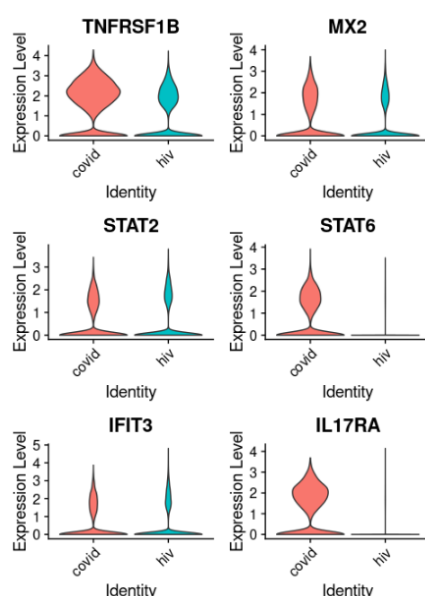 TNFRSF1B
Expression Level
4
3
2
1
0
covid
hiv
Identity
MX2
Expression Level
4
3
2
1
0
covid
hiv
Identity
STAT2
Expression Level
3
2
1
0
covid
hiv
Identity
STAT6
Expression Level
4
3
2
1
0
covid
hiv
Identity
IFIT3
Expression Level
5
4
3
2
1
0
covid
hiv
Identity
IL17RA
Expression Level
4
3
2
1
0
covid
hiv
Identity